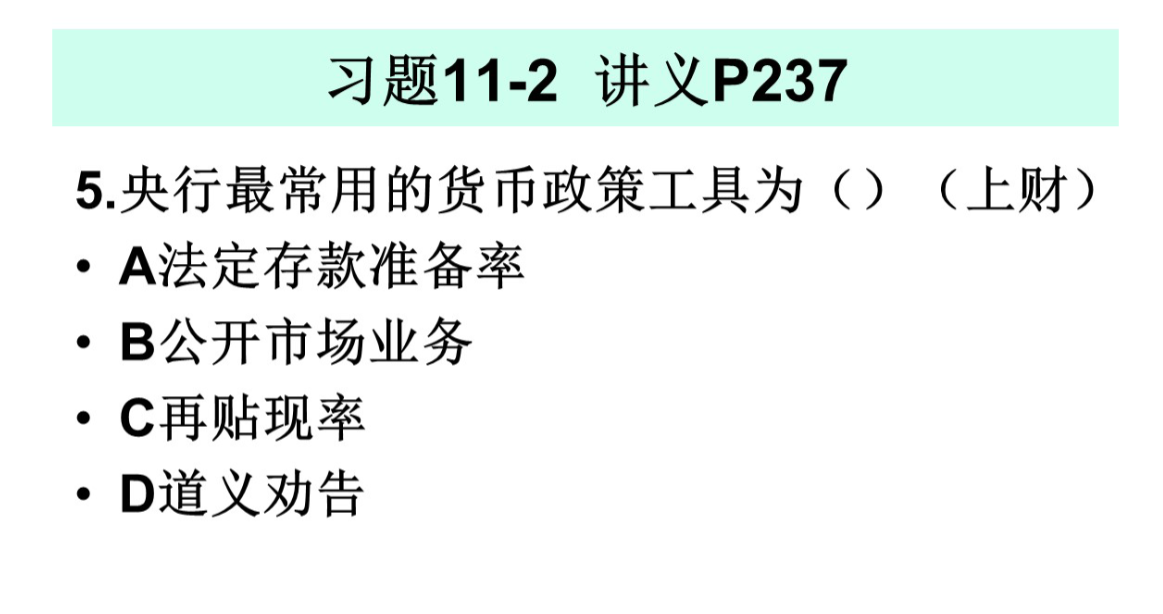 习题11-2 讲义P237
5.央行最常用的货币政策工具为（）（上财）
• A法定存款准备率
• B公开市场业务
• C再贴现率
• D道义劝告